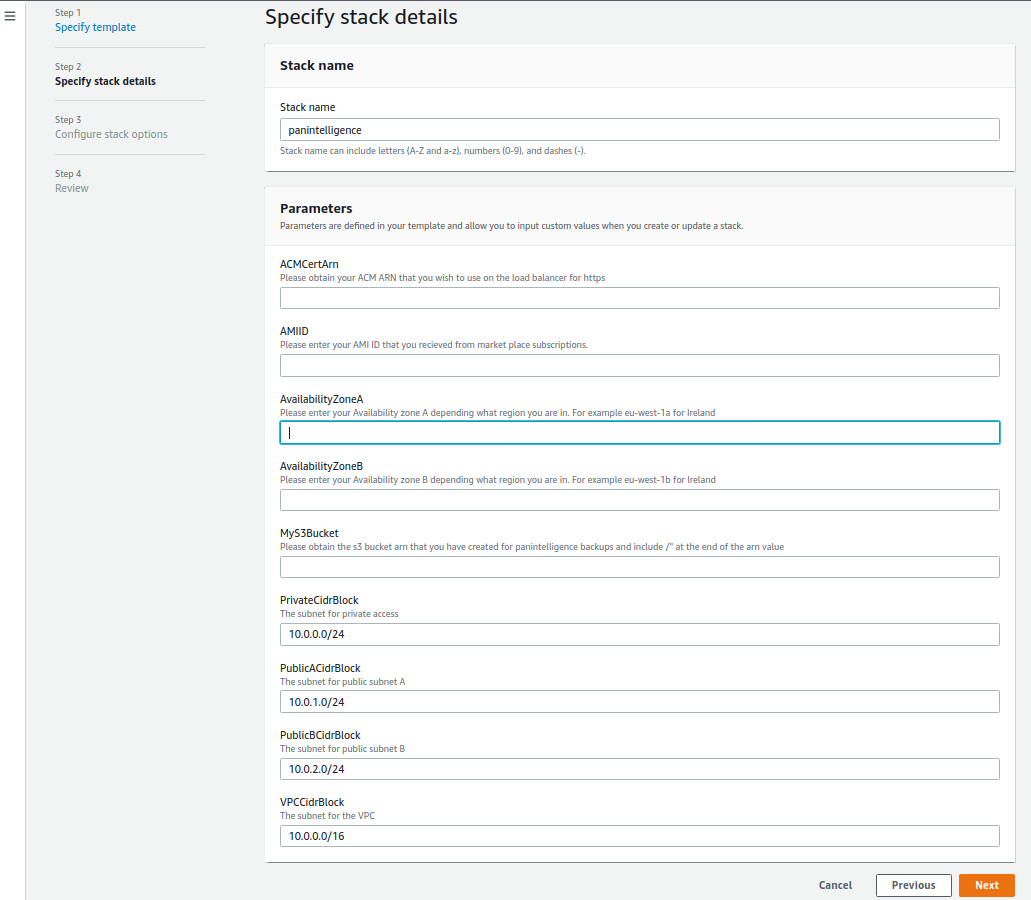 Step 1
Specify template
Step 2
Specify stack details
Step 3
Configure stack options
Step 4
Review
Specify stack details
Stack name
Stack name
panintelligence
Stack name can include letters (A-Z and a-z), numbers (0-9), and dashes (-).
Parameters
Parameters are defined in your template and allow you to input custom values when you create or update a stack.
ACMCertArn
Please obtain your ACM ARN that you wish to use on the load balancer for https
AMIID
Please enter your AMI ID that you recieved from market place subscriptions.
AvailabilityZoneA
Please enter your Availability zone A depending what region you are in. For example eu-west-1a for Ireland
AvailabilityZoneB
Please enter your Availability zone B depending what region you are in. For example eu-west-1b for Ireland
MyS3Bucket
Please obtain the s3 bucket arn that you have created for panintelligence backups and include /" at the end of the arn value
PrivateCidrBlock
The subnet for private access
10.0.0.0/24
PublicACidrBlock
The subnet for public subnet A
10.0.1.0/24
PublicBCidrBlock
The subnet for public subnet B
10.0.2.0/24
VPCCidrBlock
The subnet for the VPC
10.0.0.0/16
Cancel
Previous
Next